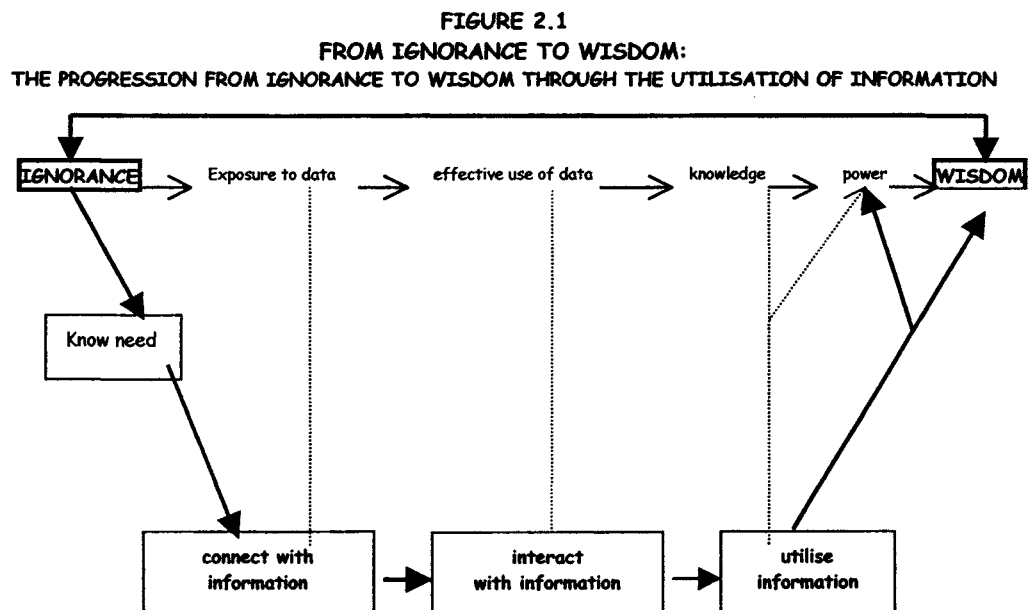 FIGURE 2.1
FROM IGNORANCE TO WISDOM:
THE PROGRESSION FROM IGNORANCE TO WISDOM THROUGH THE UTILISATION OF INFORMATION
IGNORANCE
Exposure to data
effective use of data
knowledge
power
WISDOM
Know need
connect with
information
interact
with information
utilise
information